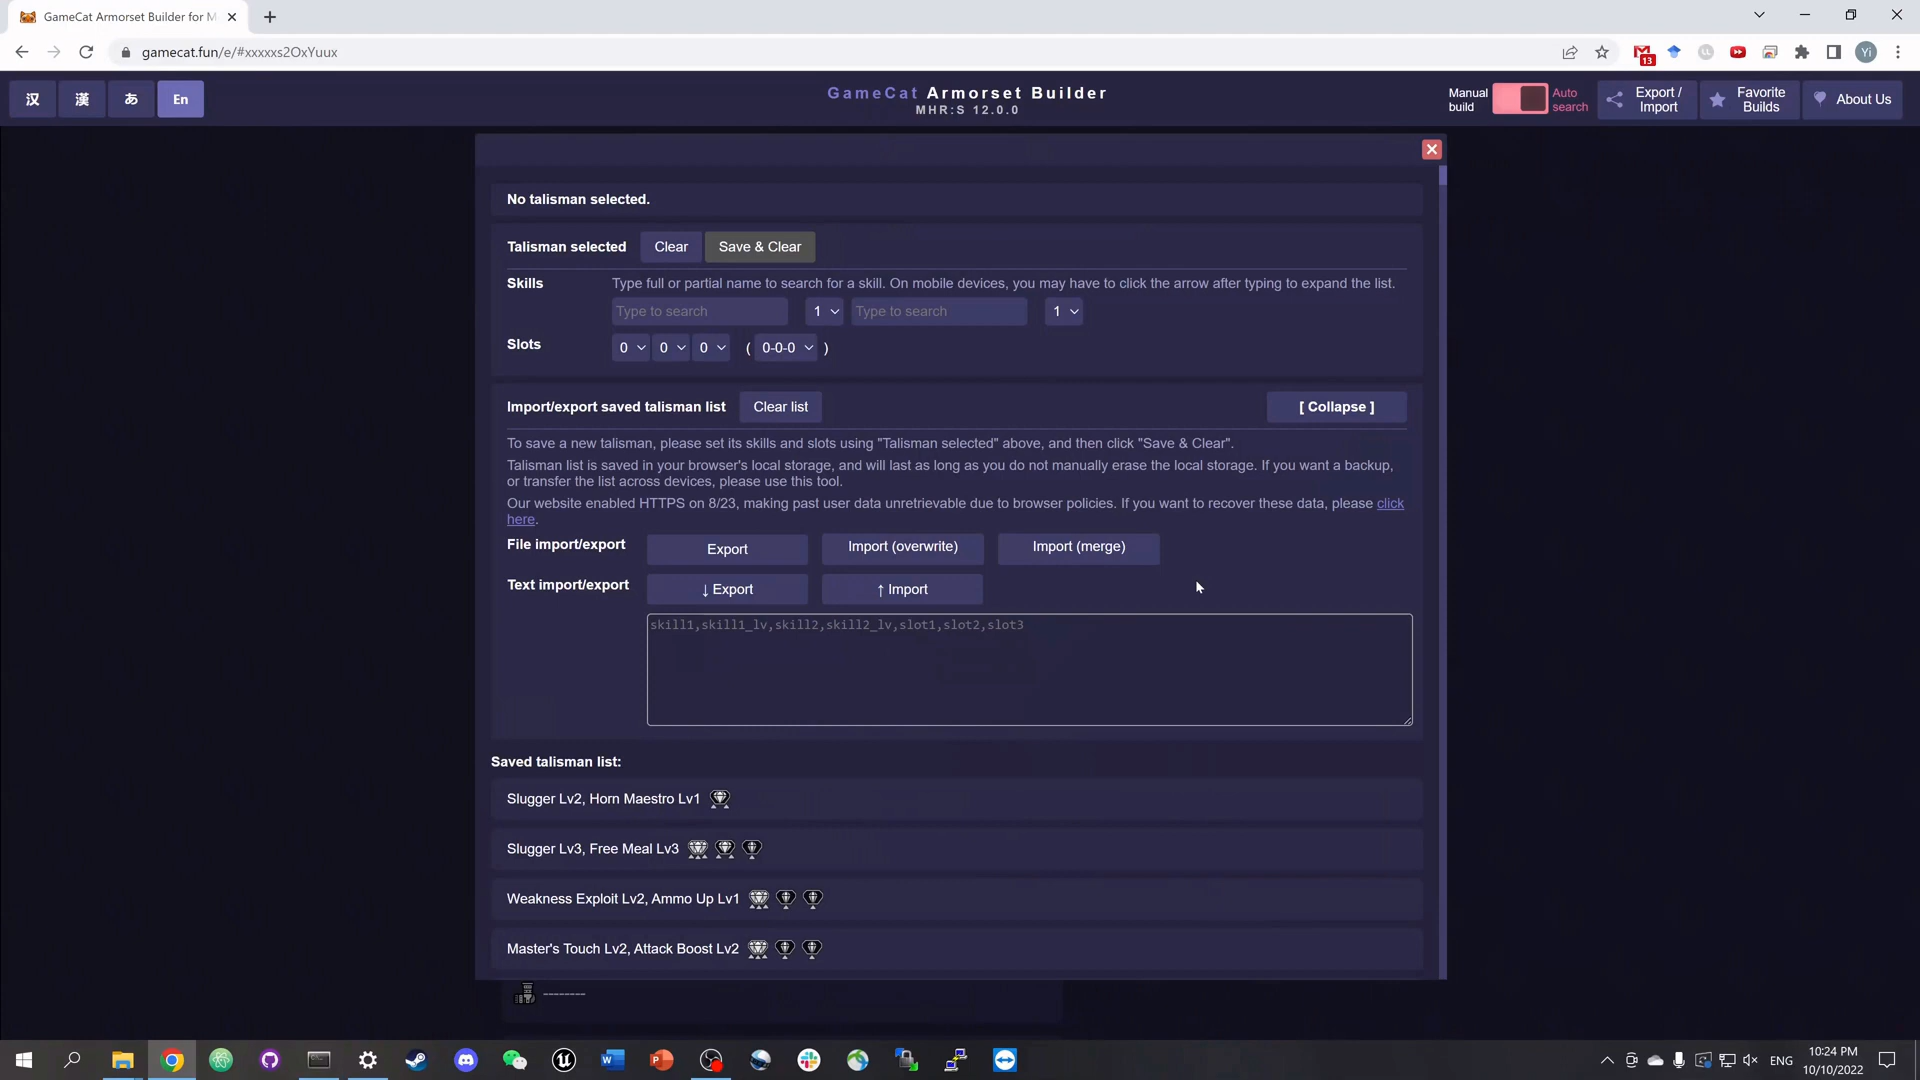 GameCat Armorset Builder for M
gamecat.fun/e/#xxxxxs2OxYuux
13
Yi
汉
漢
あ
En
GameCat Armorset Builder
MHR:S 12.0.0
Manual build
Auto search
Export / Import
Favorite Builds
About Us
No talisman selected.
Talisman selected
Clear
Save & Clear
Skills
Type full or partial name to search for a skill. On mobile devices, you may have to click the arrow after typing to expand the list.
Type to search
1
Type to search
1
Slots
0
0
0
( 0-0-0 )
Import/export saved talisman list
Clear list
[ Collapse ]
To save a new talisman, please set its skills and slots using "Talisman selected" above, and then click "Save & Clear".
Talisman list is saved in your browser's local storage, and will last as long as you do not manually erase the local storage. If you want a backup,
or transfer the list across devices, please use this tool.
Our website enabled HTTPS on 8/23, making past user data unretrievable due to browser policies. If you want to recover these data, please click
here.
File import/export
Export
Import (overwrite)
Import (merge)
Text import/export
↓ Export
↑ Import
skill1,skill1_lv,skill2,skill2_lv,slot1,slot2,slot3
Saved talisman list:
Slugger Lv2, Horn Maestro Lv1
Slugger Lv3, Free Meal Lv3
Weakness Exploit Lv2, Ammo Up Lv1
Master's Touch Lv2, Attack Boost Lv2
--------
ENG
10:24 PM
10/10/2022